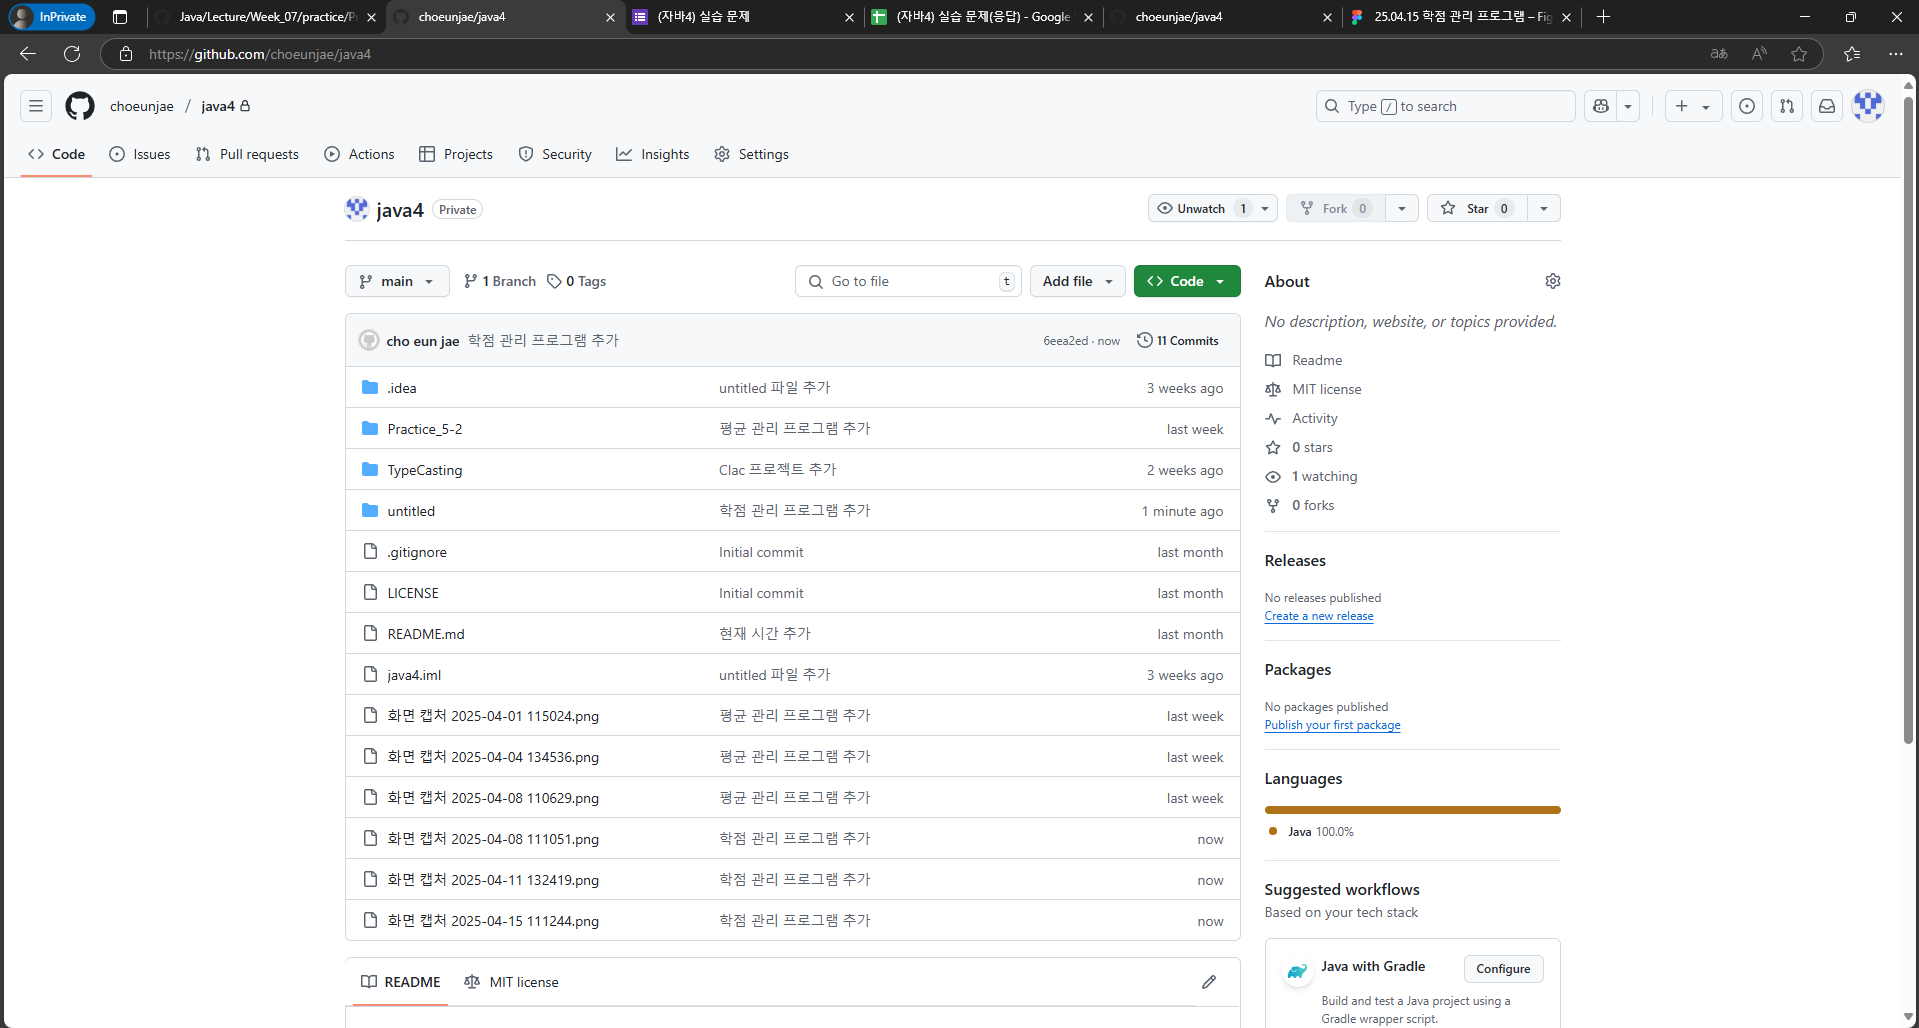 InPrivate
Java/Lecture/Week_07/practice/P
choeunjae/java4
(자바4) 실습 문제
(자바4) 실습 문제(응답) - Google
choeunjae/java4
25.04.15 학점 관리 프로그램 – Fig
https://github.com/choeunjae/java4
choeunjae / java4
Type / to search
Code
Issues
Pull requests
Actions
Projects
Security
Insights
Settings
java4 Private
Unwatch 1
Fork 0
Star 0
main
1 Branch
0 Tags
Go to file t
Add file
Code
cho eun jae 학점 관리 프로그램 추가 6eea2ed · now 11 Commits
.idea untitled 파일 추가 3 weeks ago
Practice_5-2 평균 관리 프로그램 추가 last week
TypeCasting Clac 프로젝트 추가 2 weeks ago
untitled 학점 관리 프로그램 추가 1 minute ago
.gitignore Initial commit last month
LICENSE Initial commit last month
README.md 현재 시간 추가 last month
java4.iml untitled 파일 추가 3 weeks ago
화면 캡처 2025-04-01 115024.png 평균 관리 프로그램 추가 last week
화면 캡처 2025-04-04 134536.png 평균 관리 프로그램 추가 last week
화면 캡처 2025-04-08 110629.png 평균 관리 프로그램 추가 last week
화면 캡처 2025-04-08 111051.png 학점 관리 프로그램 추가 now
화면 캡처 2025-04-11 132419.png 학점 관리 프로그램 추가 now
화면 캡처 2025-04-15 111244.png 학점 관리 프로그램 추가 now
README
MIT license
About
No description, website, or topics provided.
Readme
MIT license
Activity
0 stars
1 watching
0 forks
Releases
No releases published
Create a new release
Packages
No packages published
Publish your first package
Languages
Java 100.0%
Suggested workflows
Based on your tech stack
Java with Gradle
Configure
Build and test a Java project using a
Gradle wrapper script.